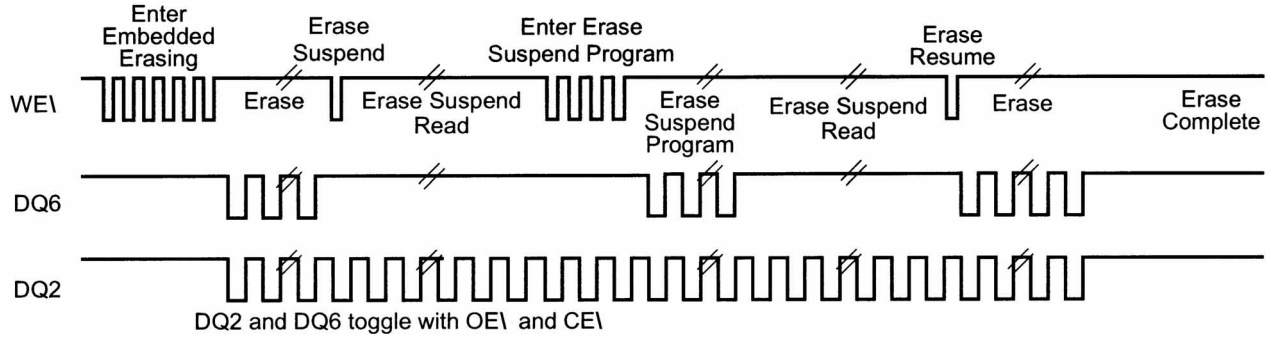 Enter
Embedded
Erasing
Erase
Suspend
Enter Erase
Suspend Program
Erase
Resume
WE\
Erase
Erase Suspend
Read
Erase
Suspend
Program
Erase Suspend
Read
Erase
Erase
Complete
DQ6
DQ2
DQ2 and DQ6 toggle with OE\ and CE\